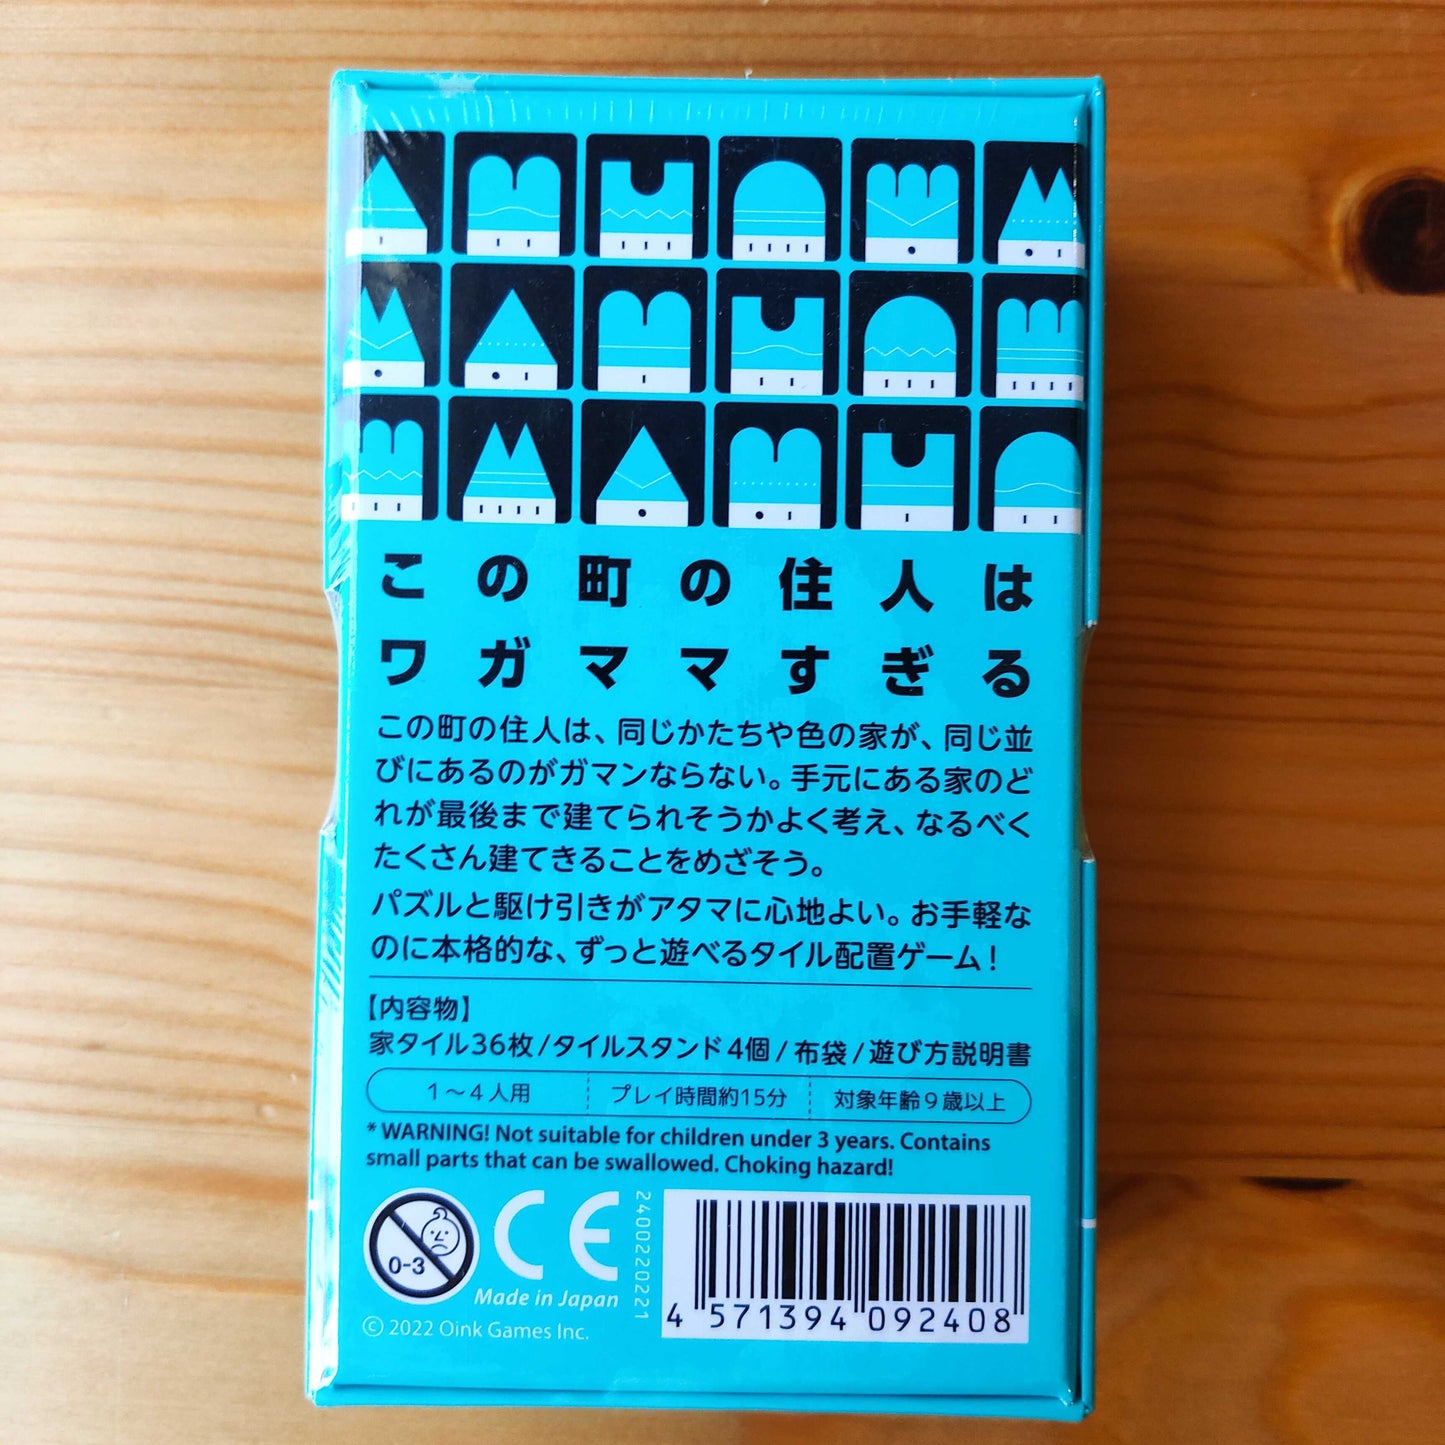 この町の住人は
ワガママすぎる
この町の住人は、同じかたちや色の家が、同じ並
びにあるのがガマンならない。手元にある家のど
れが最後まで建てられそうかよく考え、なるべく
たくさん建てきることをめざそう。
パズルと駆け引きがアタマに心地よい。お手軽な
のに本格的な、ずっと遊べるタイル配置ゲーム！
【内容物】
家タイル36枚/タイルスタンド4個/布袋/遊び方説明書
1〜4人用
プレイ時間約15分
対象年齢9歳以上
* WARNING! Not suitable for children under 3 years. Contains
small parts that can be swallowed. Choking hazard!
0-3
CE
Made in Japan
© 2022 Oink Games Inc.
2400220221
4 571394 092408